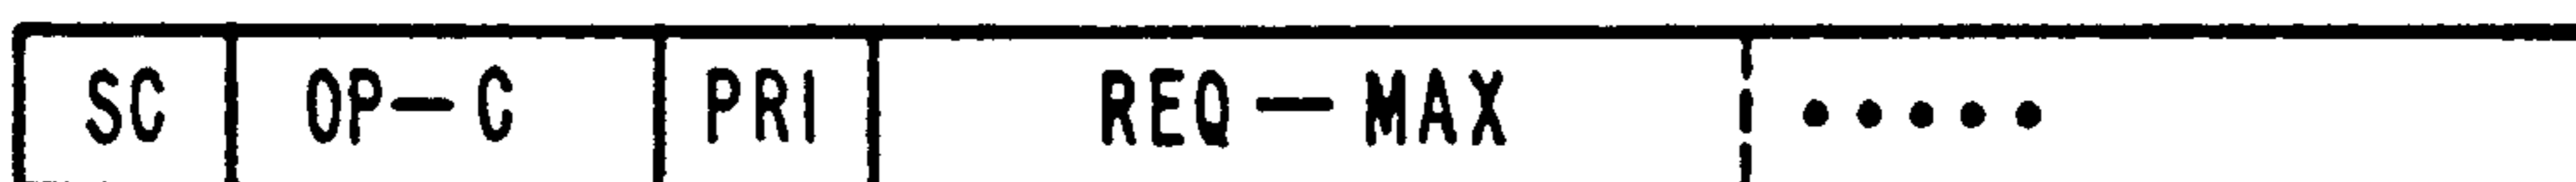 SC OP-C PRI REQ-MAX •••••